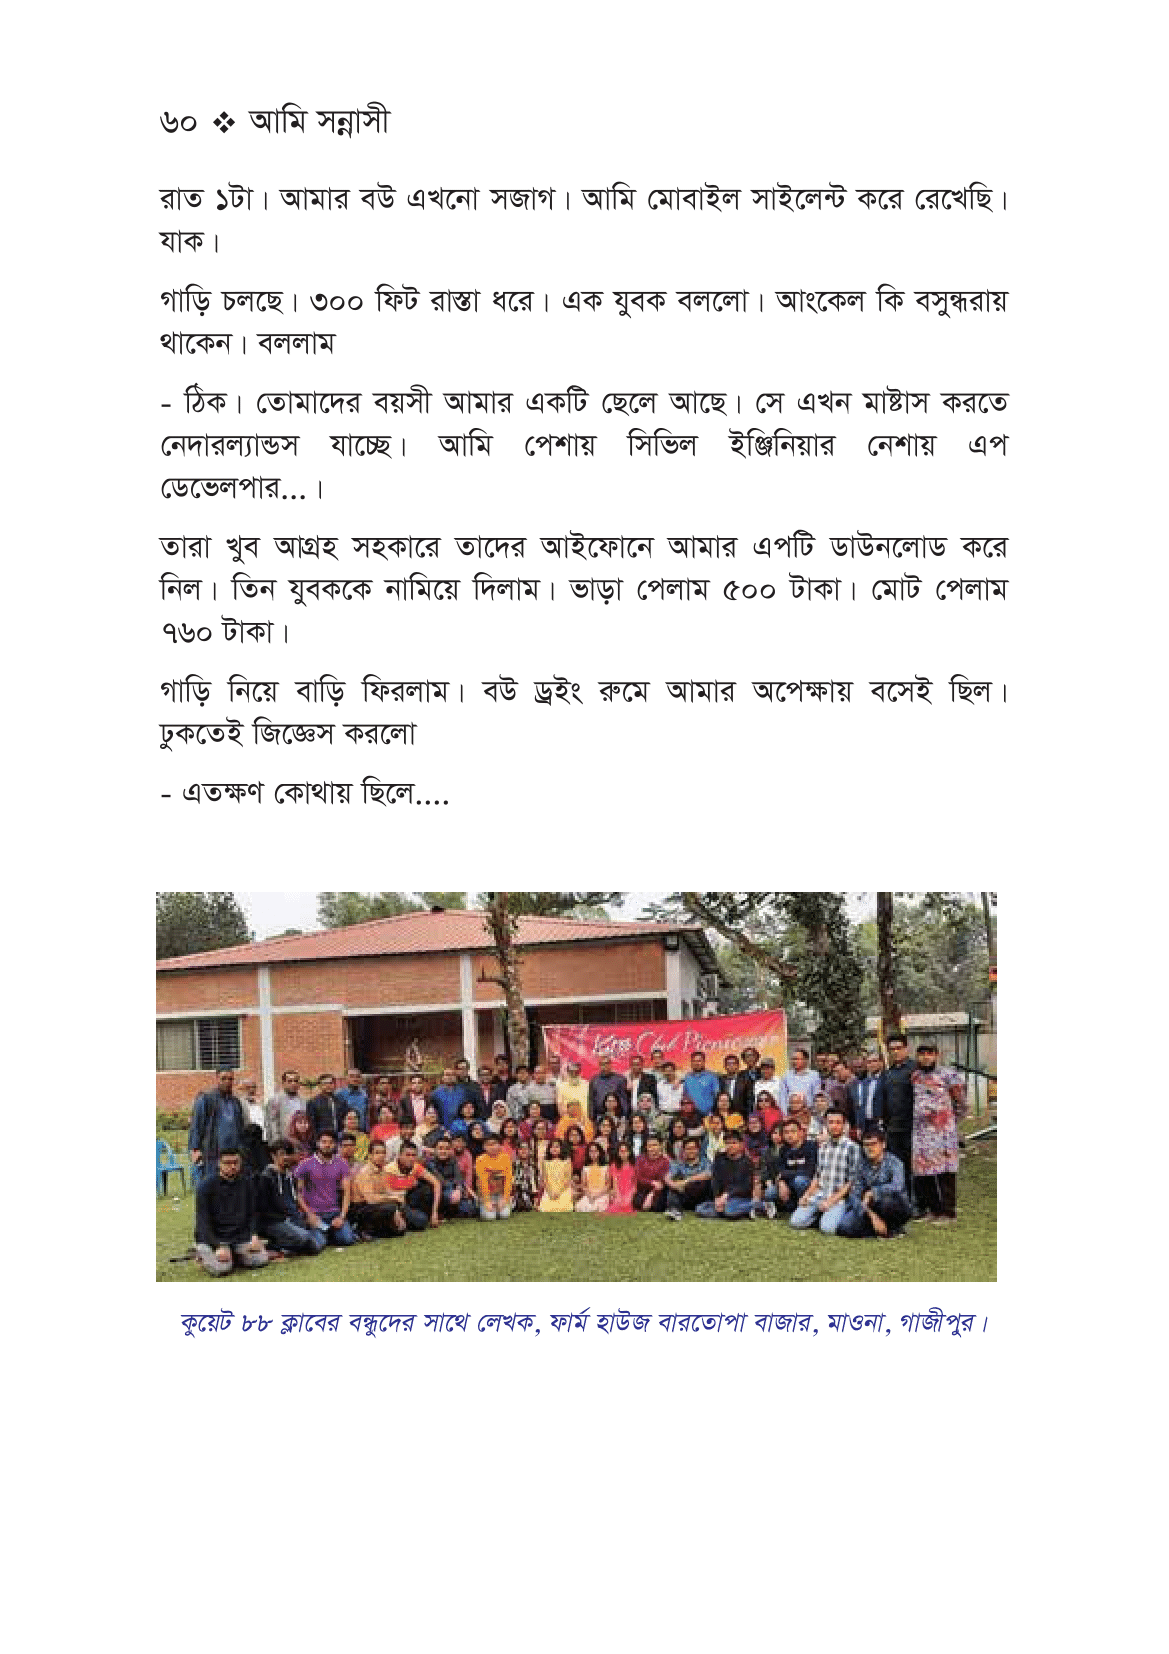 ৬০ ❖ আমি সন্নাসী
রাত ১টা। আমার বউ এখনো সজাগ। আমি মোবাইল সাইলেন্ট করে রেখেছি।
যাক।
গাড়ি চলছে। ৩০০ ফিট রাস্তা ধরে। এক যুবক বললো। আংকেল কি বসুন্ধরায়
থাকেন। বললাম
- ঠিক। তোমাদের বয়সী আমার একটি ছেলে আছে। সে এখন মাষ্টাস করতে
নেদারল্যান্ডস যাচ্ছে। আমি পেশায় সিভিল ইঞ্জিনিয়ার নেশায় এপ
ডেভেলপার...।
তারা খুব আগ্রহ সহকারে তাদের আইফোনে আমার এপটি ডাউনলোড করে
নিল। তিন যুবককে নামিয়ে দিলাম। ভাড়া পেলাম ৫০০ টাকা। মোট পেলাম
৭৬০ টাকা।
গাড়ি নিয়ে বাড়ি ফিরলাম। বউ ড্রইং রুমে আমার অপেক্ষায় বসেই ছিল।
ঢুকতেই জিজ্ঞেস করলো
- এতক্ষণ কোথায় ছিলে....
Club Picnic
কুয়েট ৮৮ ক্লাবের বন্ধুদের সাথে লেখক, ফার্ম হাউজ বারতোপা বাজার, মাওনা, গাজীপুর।